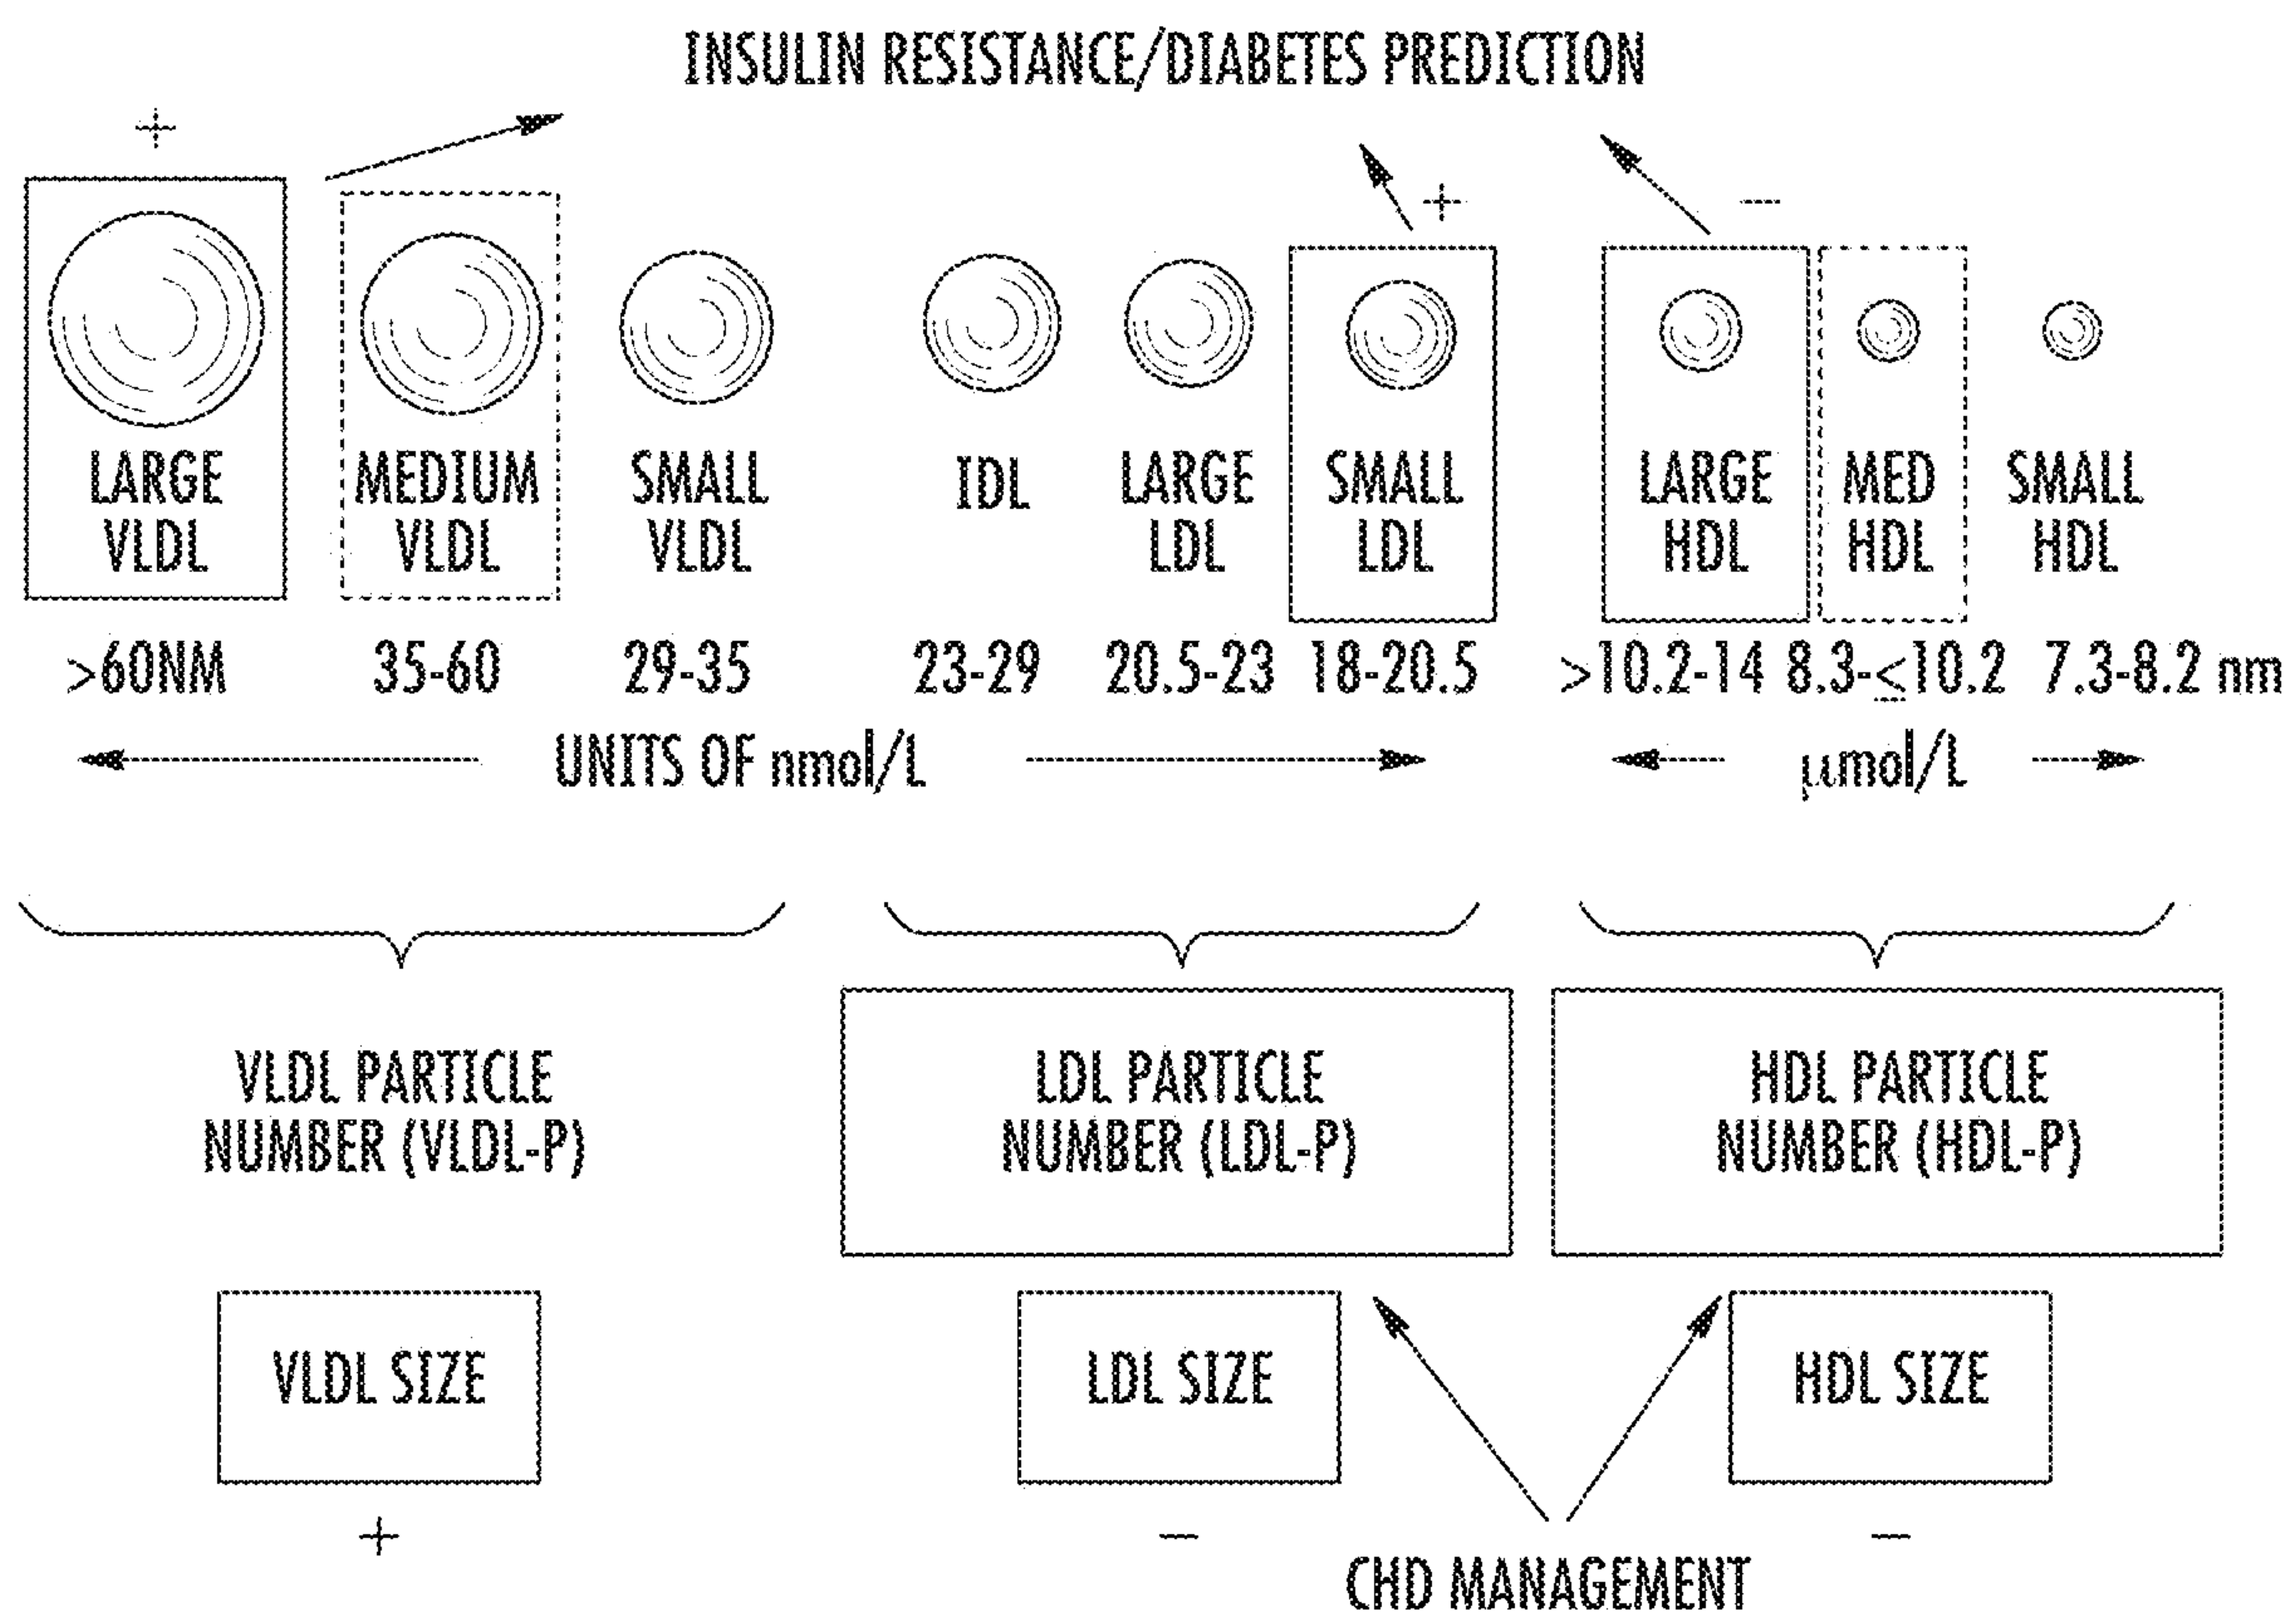 INSULIN RESISTANCE/DIABETES PREDICTION
+
+
−
LARGE VLDL
MEDIUM VLDL
SMALL VLDL
IDL
LARGE LDL
SMALL LDL
LARGE HDL
MED HDL
SMALL HDL
>60NM 35-60 29-35 23-29 20.5-23 18-20.5 >10.2-14 8.3-≤10.2 7.3-8.2 nm
UNITS OF nmol/L μmol/L
VLDL PARTICLE
NUMBER (VLDL-P)
LDL PARTICLE
NUMBER (LDL-P)
HDL PARTICLE
NUMBER (HDL-P)
VLDL SIZE LDL SIZE HDL SIZE
+ − −
CHD MANAGEMENT